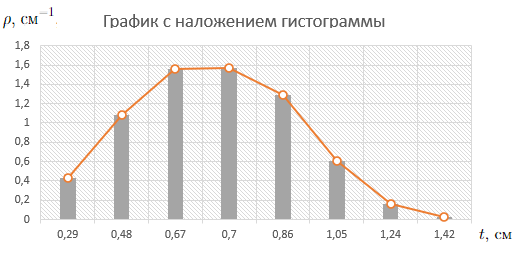 ρ, см⁻¹.
График с наложением гистограммы
1,8
1,6
1,4
1,2
1
0,8
0,6
0,4
0,2
0
0,29 0,48 0,67 0,7 0,86 1,05 1,24 1,42
t, см